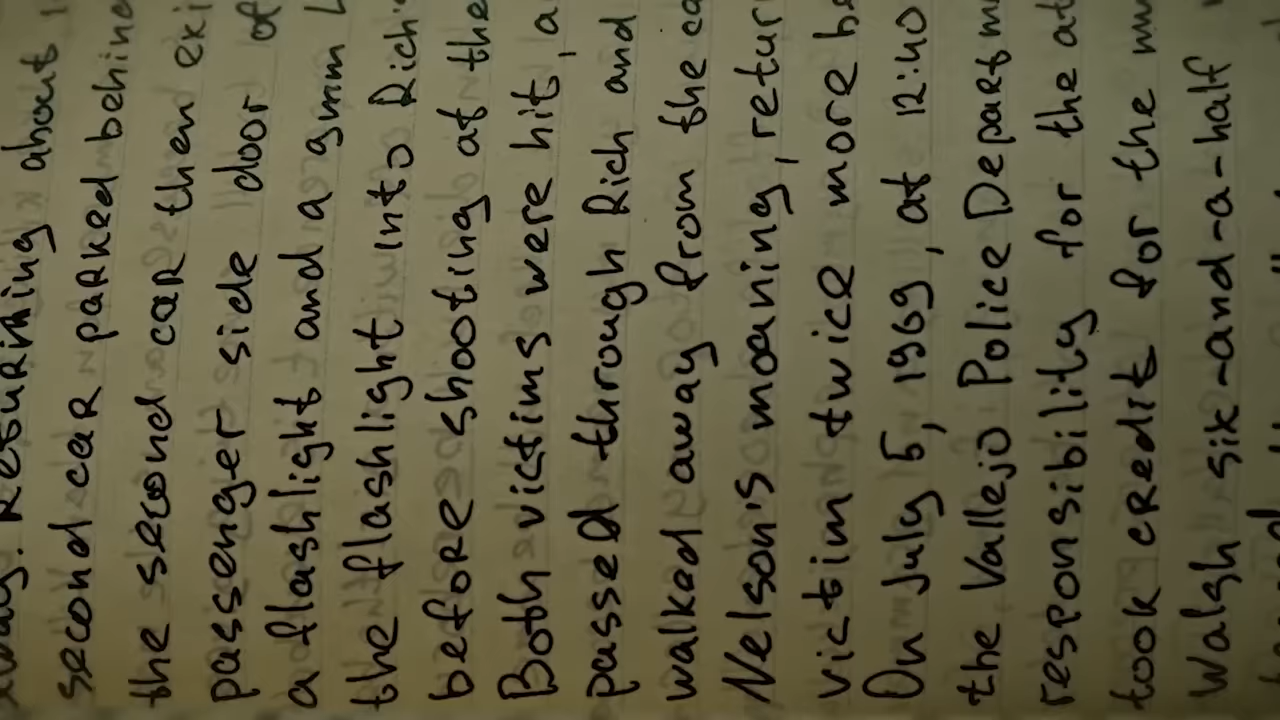 away. Returning about
second car parked behind
the second car then exi
passenger side door of
a flashlight and a 9mm L
the flashlight into Rich
before shooting at the
Both victims were hit, a
passed through Rich and
walked away from the ca
Nelson's moaning, retur
victim twice more be
On July 5, 1969, at 12:40
the Vallejo Police Departm
responsibility for the at
took credit for the mu
Walsh six-and-a-half